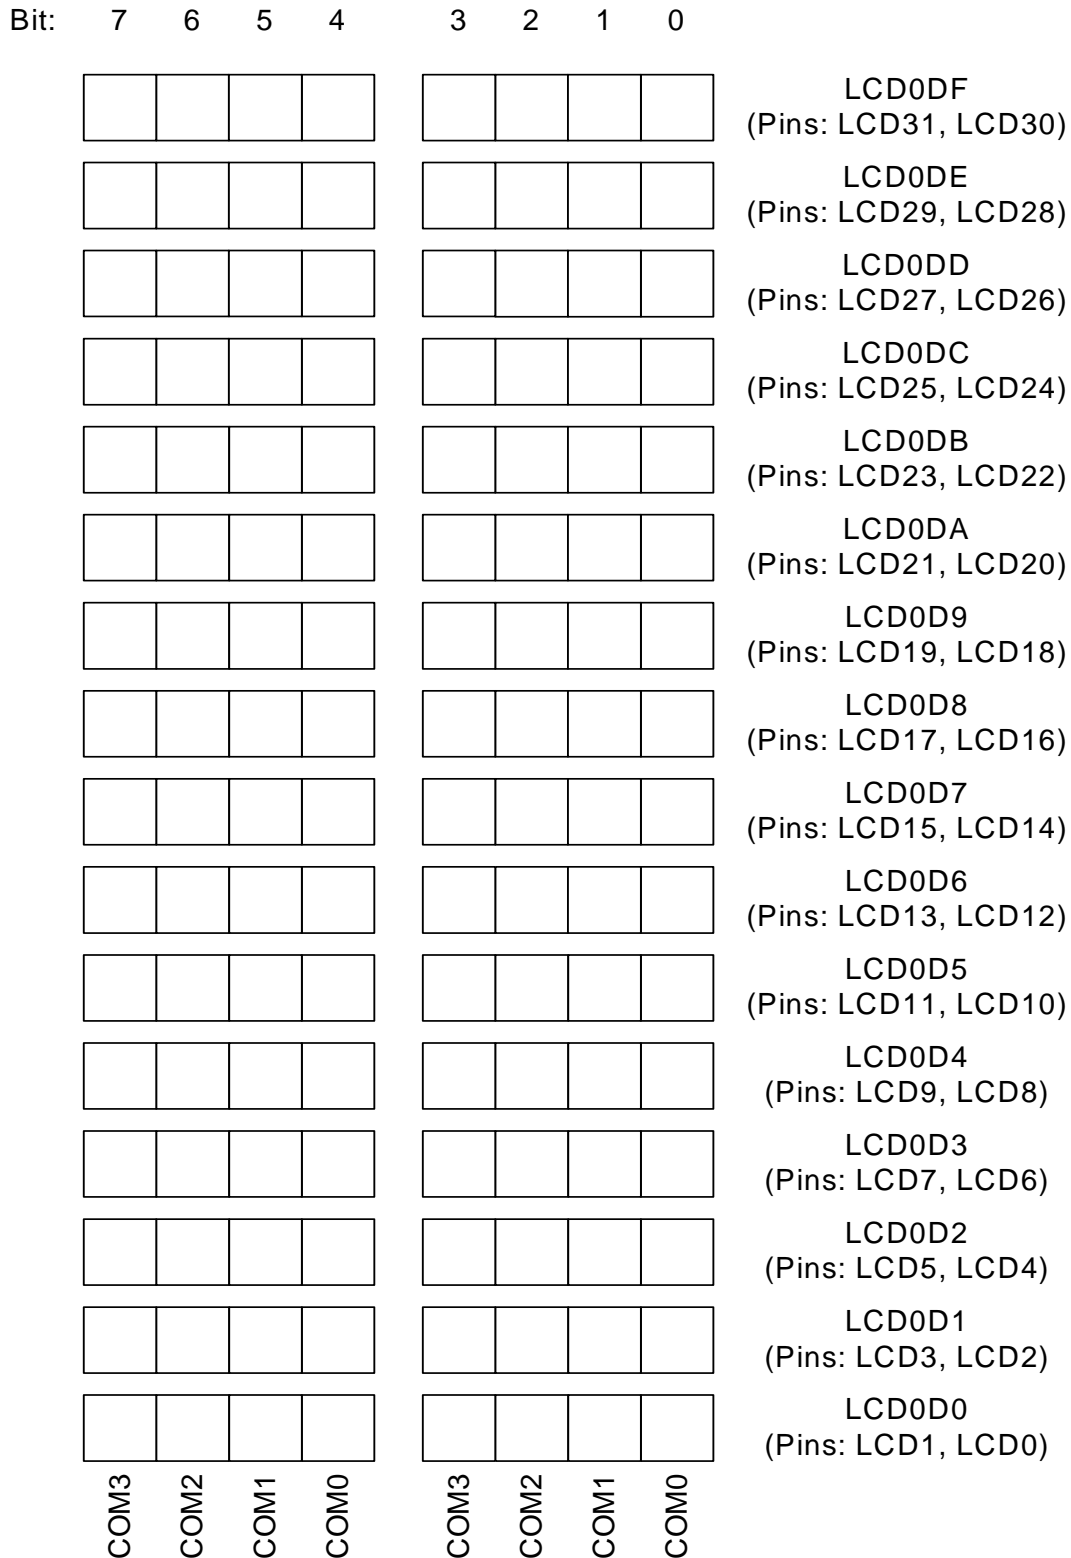 Bit: 7 6 5 4 3 2 1 0
LCD0DF
(Pins: LCD31, LCD30)
LCD0DE
(Pins: LCD29, LCD28)
LCD0DD
(Pins: LCD27, LCD26)
LCD0DC
(Pins: LCD25, LCD24)
LCD0DB
(Pins: LCD23, LCD22)
LCD0DA
(Pins: LCD21, LCD20)
LCD0D9
(Pins: LCD19, LCD18)
LCD0D8
(Pins: LCD17, LCD16)
LCD0D7
(Pins: LCD15, LCD14)
LCD0D6
(Pins: LCD13, LCD12)
LCD0D5
(Pins: LCD11, LCD10)
LCD0D4
(Pins: LCD9, LCD8)
LCD0D3
(Pins: LCD7, LCD6)
LCD0D2
(Pins: LCD5, LCD4)
LCD0D1
(Pins: LCD3, LCD2)
LCD0D0
(Pins: LCD1, LCD0)
COM3 COM2 COM1 COM0 COM3 COM2 COM1 COM0